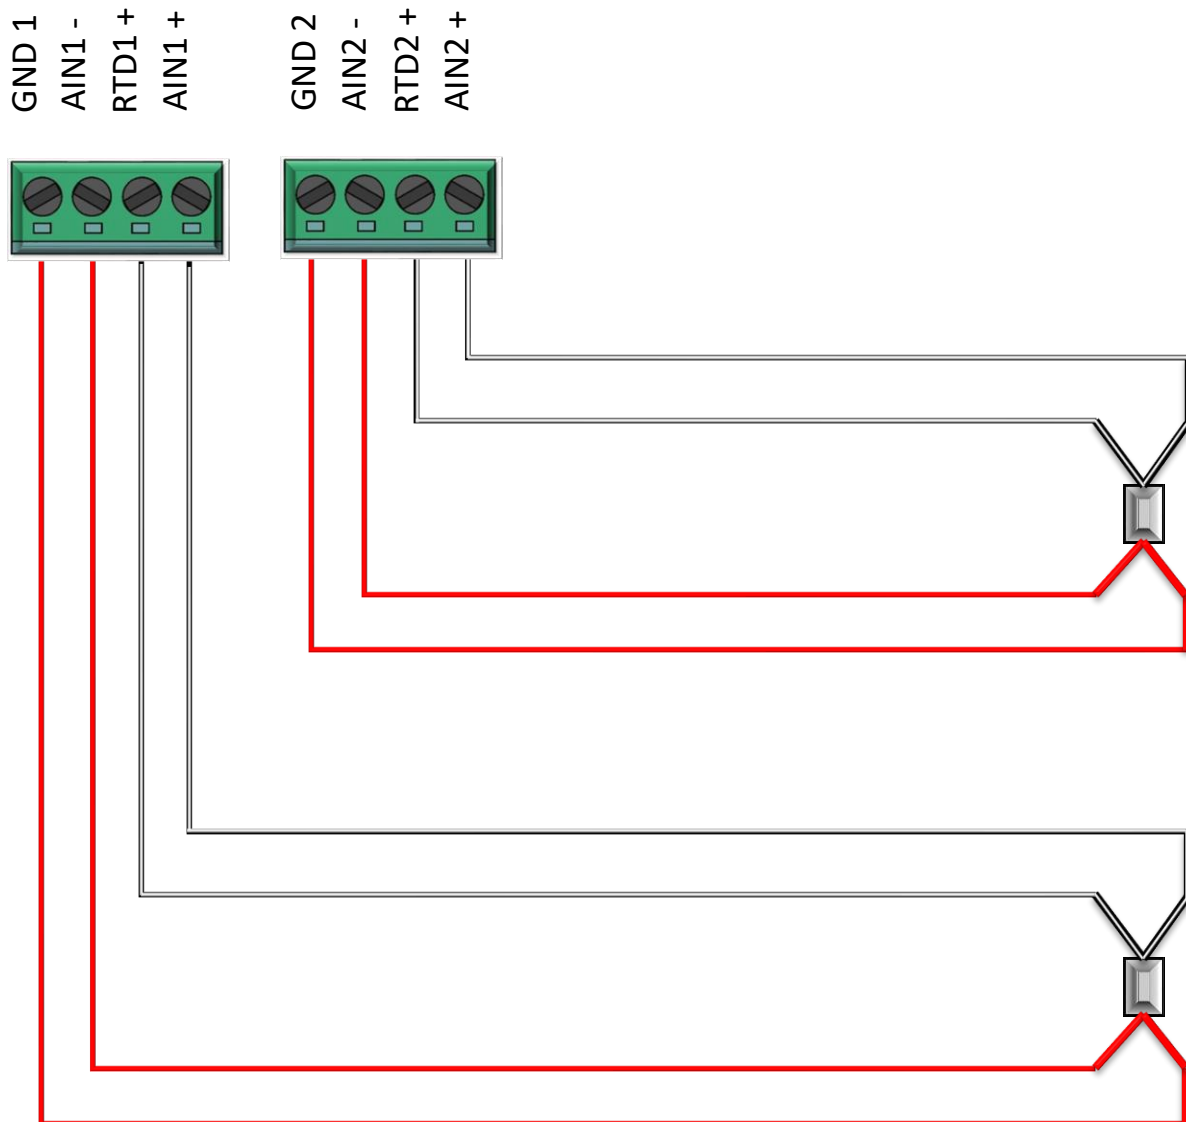 GND 1
AIN1 -
RTD1 +
AIN1 +
GND 2
AIN2 -
RTD2 +
AIN2 +